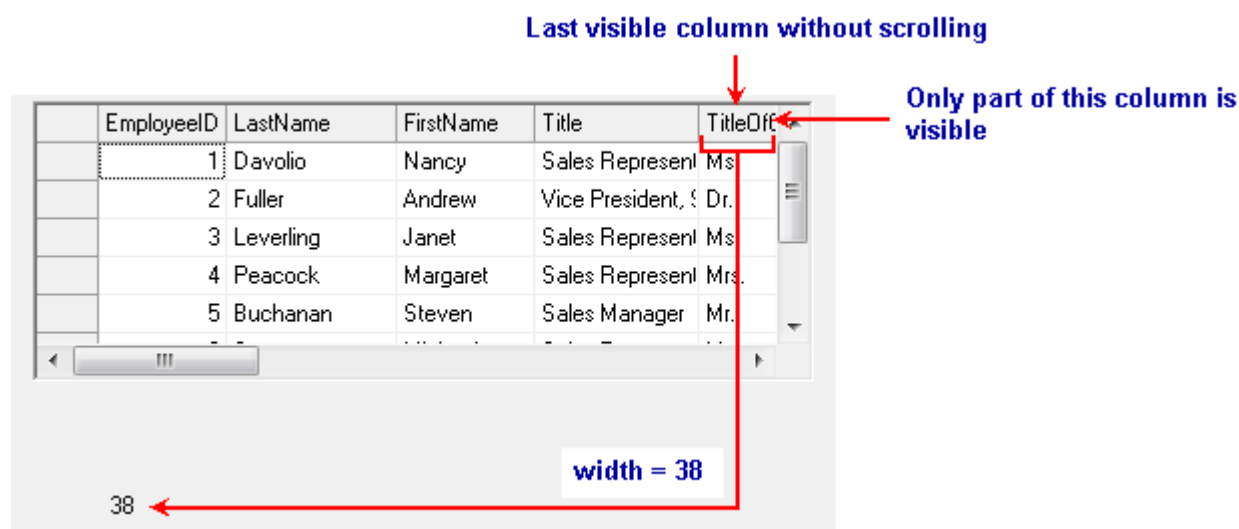 Last visible column without scrolling
Only part of this column is
visible
EmployeeID LastName FirstName Title TitleOf
1 Davolio Nancy Sales Represent Ms
2 Fuller Andrew Vice President, S Dr.
3 Leverling Janet Sales Represent Ms
4 Peacock Margaret Sales Represent Mrs.
5 Buchanan Steven Sales Manager Mr.
width = 38
38